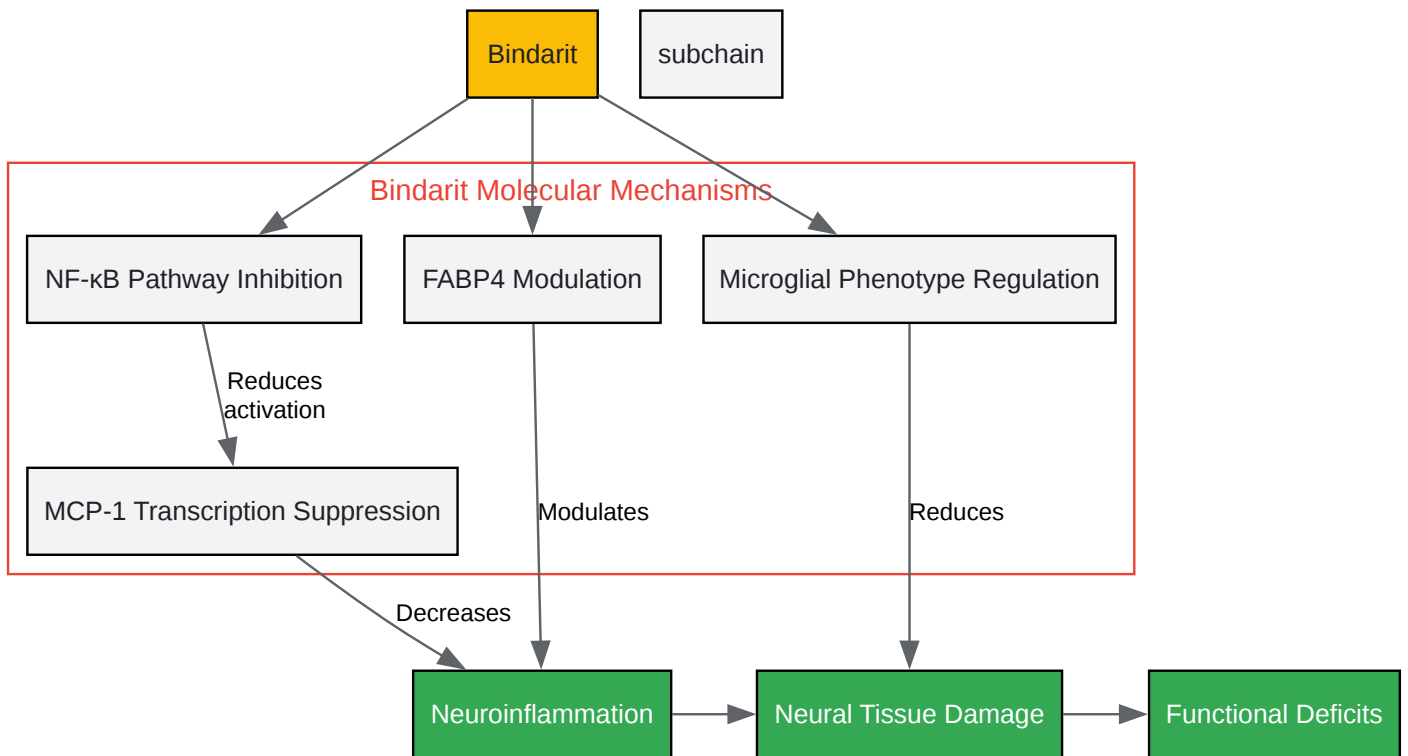 Bindarit
subchain
Bindarit Molecular Mechanisms
NF-κB Pathway Inhibition
FABP4 Modulation
Microglial Phenotype Regulation
Reduces
activation
MCP-1 Transcription Suppression
Modulates
Reduces
Decreases
Neuroinflammation
Neural Tissue Damage
Functional Deficits